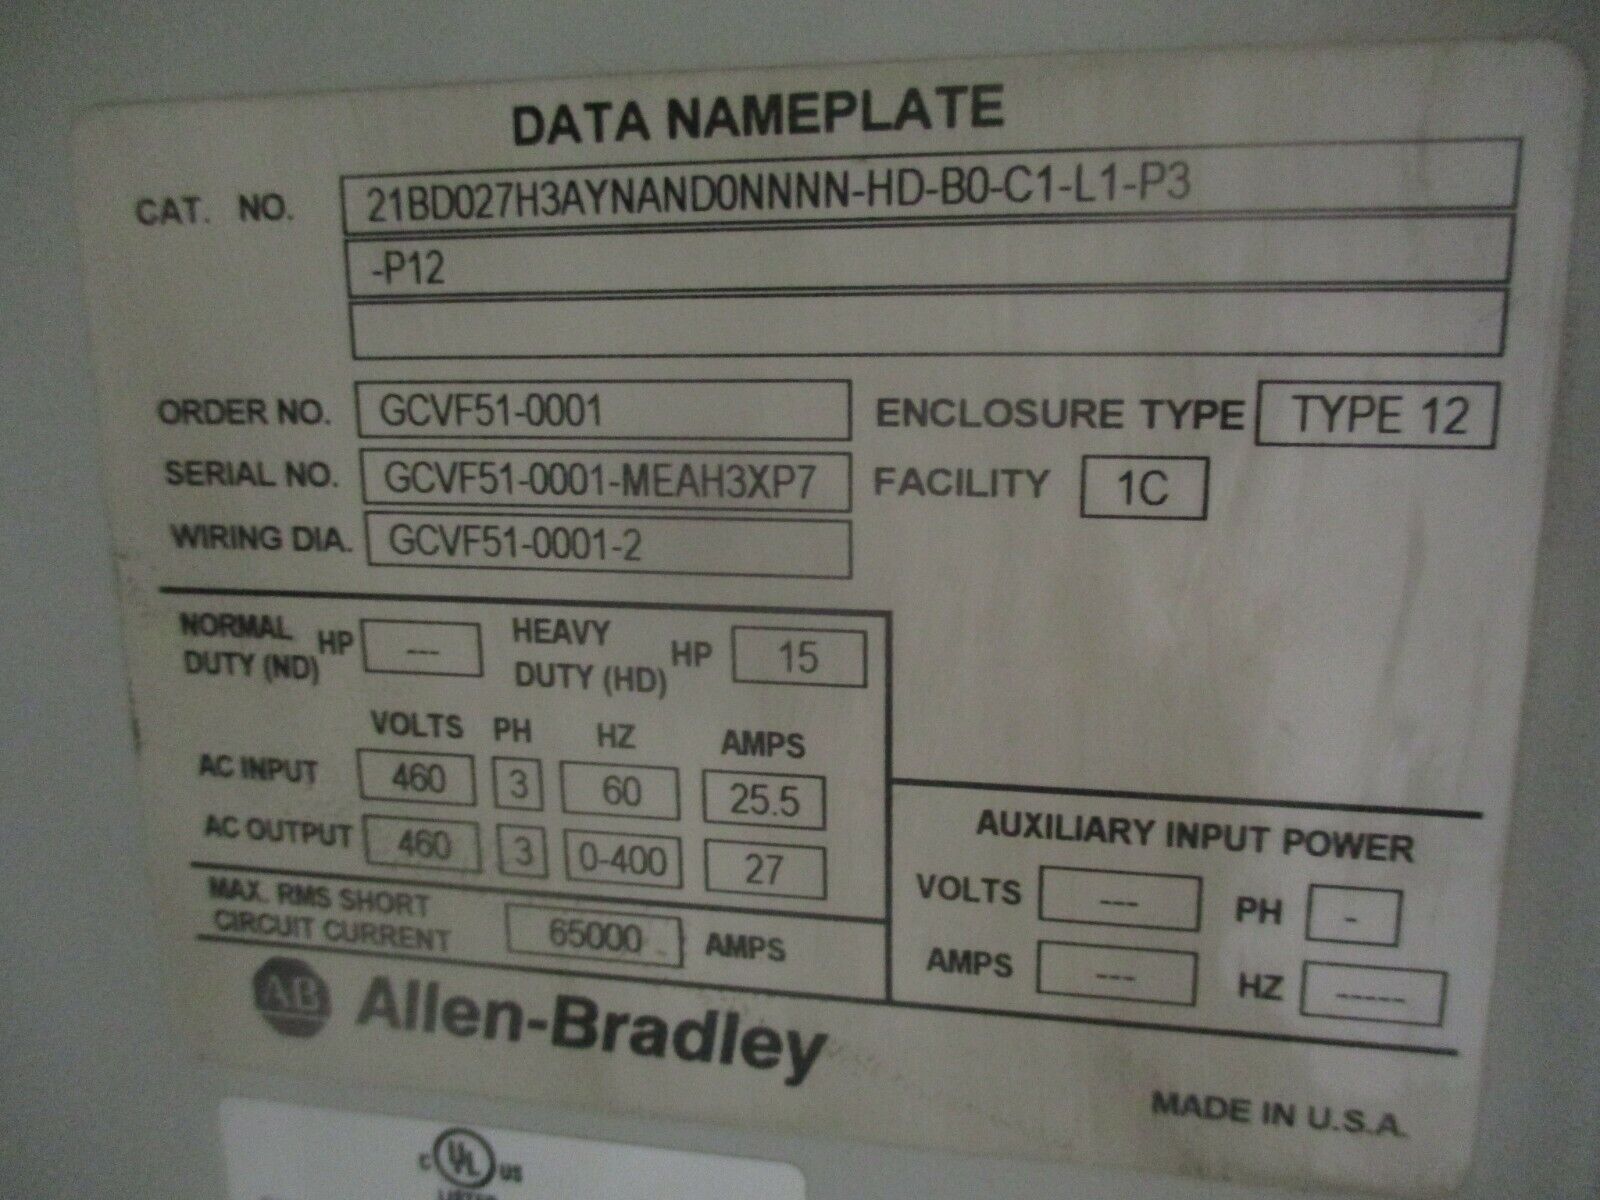 DATA NAMEPLATE
CAT. NO. 21BD027H3AYNAND0NNNN-HD-B0-C1-L1-P3
-P12
ORDER NO. GCVF51-0001 ENCLOSURE TYPE TYPE 12
SERIAL NO. GCVF51-0001-MEAH3XP7 FACILITY 1C
WIRING DIA. GCVF51-0001-2
NORMAL DUTY (ND) HP --- HEAVY DUTY (HD) HP 15
VOLTS PH HZ AMPS
AC INPUT 460 3 60 25.5
AC OUTPUT 460 3 0-400 27
MAX. RMS SHORT
CIRCUIT CURRENT 65000 AMPS
AUXILIARY INPUT POWER
VOLTS --- PH -
AMPS --- HZ -----
AB Allen-Bradley
MADE IN U.S.A.
C UL US